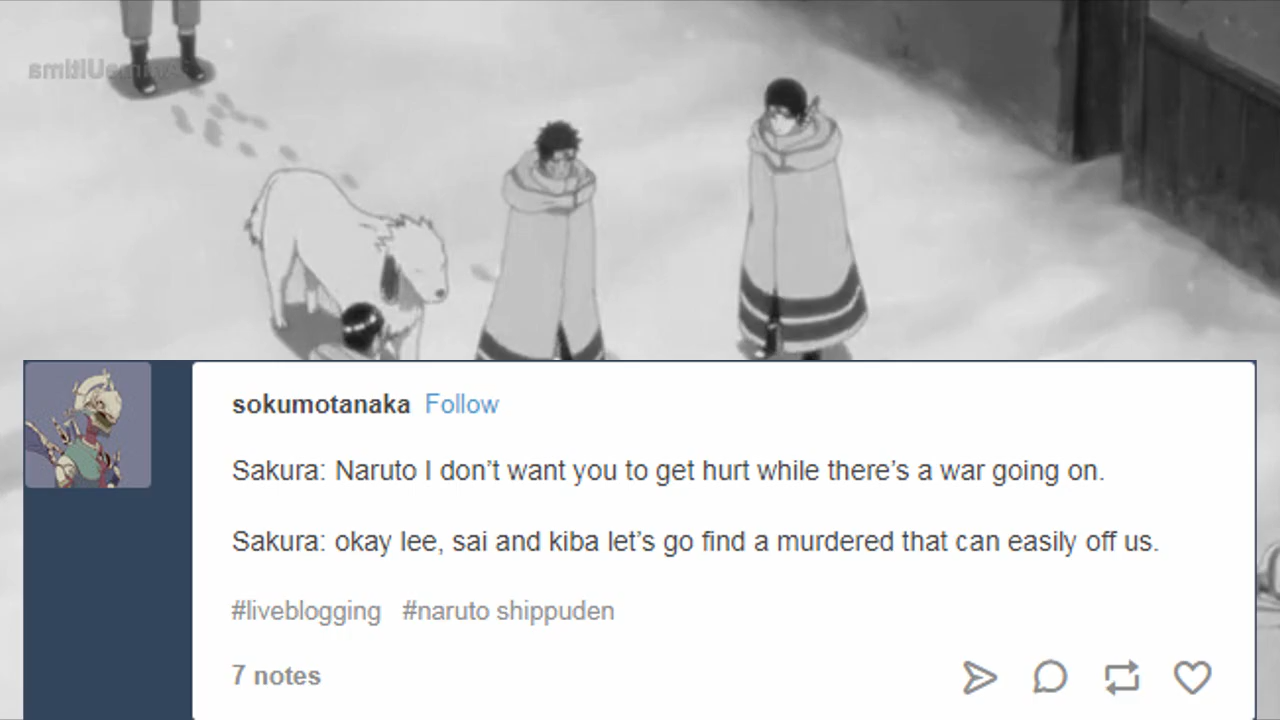 sokumotanaka Follow
Sakura: Naruto I don’t want you to get hurt while there’s a war going on.
Sakura: okay lee, sai and kiba let’s go find a murdered that can easily off us.
#liveblogging #naruto shippuden
7 notes